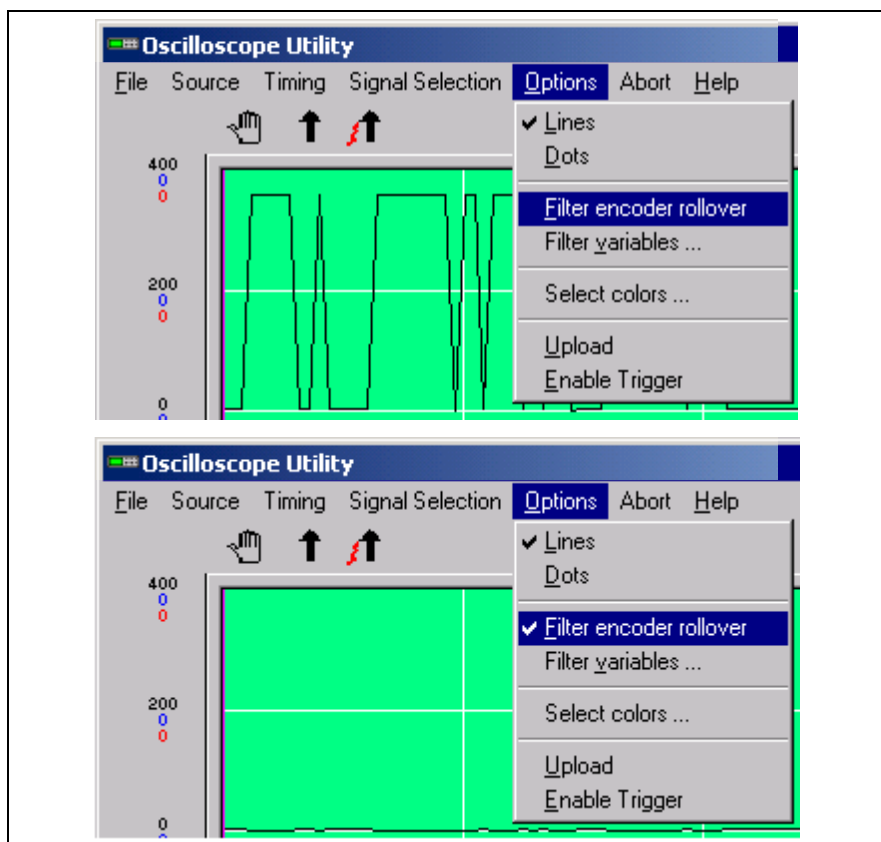 Oscilloscope Utility
File Source Timing Signal Selection Options Abort Help
✔ Lines
Dots
Filter encoder rollover
Filter variables ...
Select colors ...
Upload
Enable Trigger
400
0
0
200
0
0
0
Oscilloscope Utility
File Source Timing Signal Selection Options Abort Help
✔ Lines
Dots
✔ Filter encoder rollover
Filter variables ...
Select colors ...
Upload
Enable Trigger
400
0
0
200
0
0
0